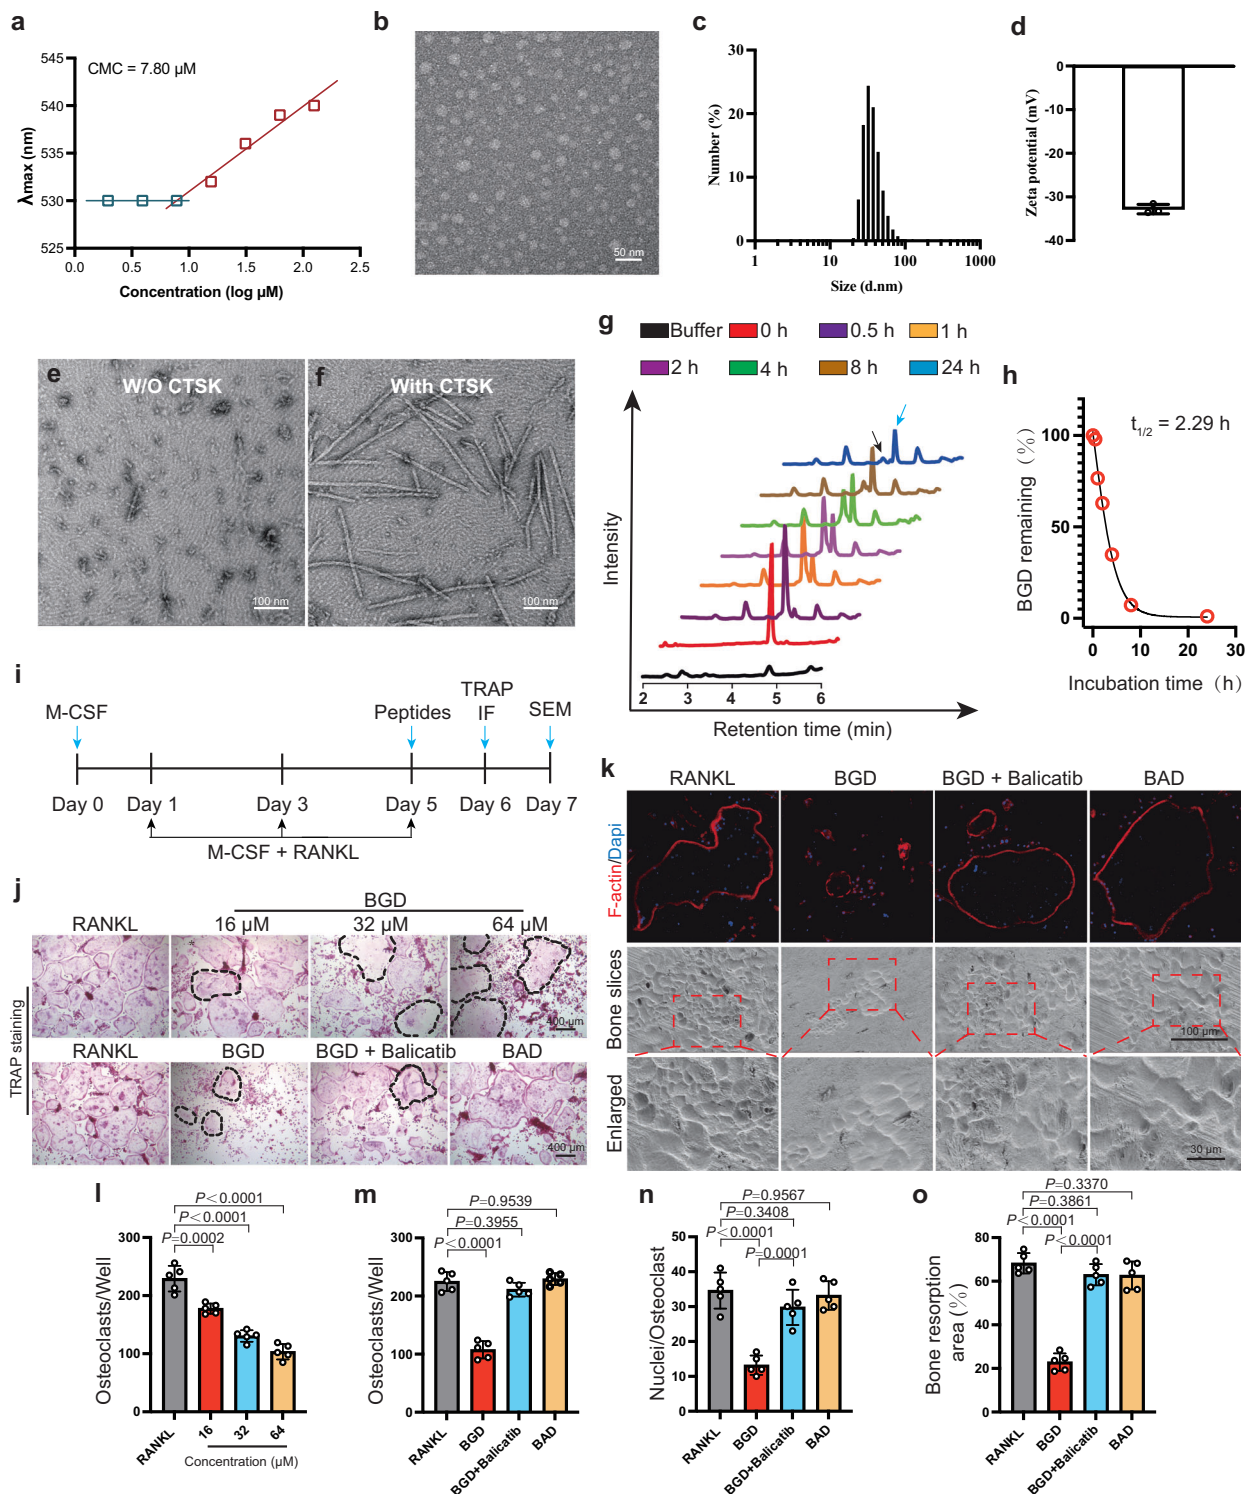 a
545
540
535
530
525
CMC = 7.80 µM
λmax (nm)
0.0 0.5 1.0 1.5 2.0 2.5
Concentration (log µM)
b
50 nm
c
30
20
10
0
Number (%)
1 10 100 1000
Size (d.nm)
d
0
-10
-20
-30
-40
Zeta potential (mV)
e
W/O CTSK
100 nm
f
With CTSK
100 nm
g
Buffer 0 h 0.5 h 1 h
2 h 4 h 8 h 24 h
Intensity
2 3 4 5 6
Retention time (min)
h
100
50
0
BGD remaining (%)
t1/2 = 2.29 h
0 10 20 30
Incubation time (h)
i
M-CSF Peptides TRAP IF SEM
Day 0 Day 1 Day 3 Day 5 Day 6 Day 7
M-CSF + RANKL
j
BGD
RANKL 16 µM 32 µM 64 µM
400 µm
TRAP staining
RANKL BGD BGD + Balicatib BAD
400 µm
k
RANKL BGD BGD + Balicatib BAD
F-actin/Dapi
Bone slices
100 µm
Enlarged
30 µm
l
P<0.0001
P<0.0001
P=0.0002
300
200
100
0
Osteoclasts/Well
RANKL 16 32 64
Concentration (µM)
m
P=0.9539
P=0.3955
P<0.0001
300
200
100
0
Osteoclasts/Well
RANKL BGD BGD+Balicatib BAD
n
P=0.9567
P=0.3408
P<0.0001
P=0.0001
50
40
30
20
10
0
Nuclei/Osteoclast
RANKL BGD BGD+Balicatib BAD
o
P=0.3370
P=0.3861
P<0.0001
P<0.0001
80
60
40
20
0
Bone resorption
area (%)
RANKL BGD BGD+Balicatib BAD